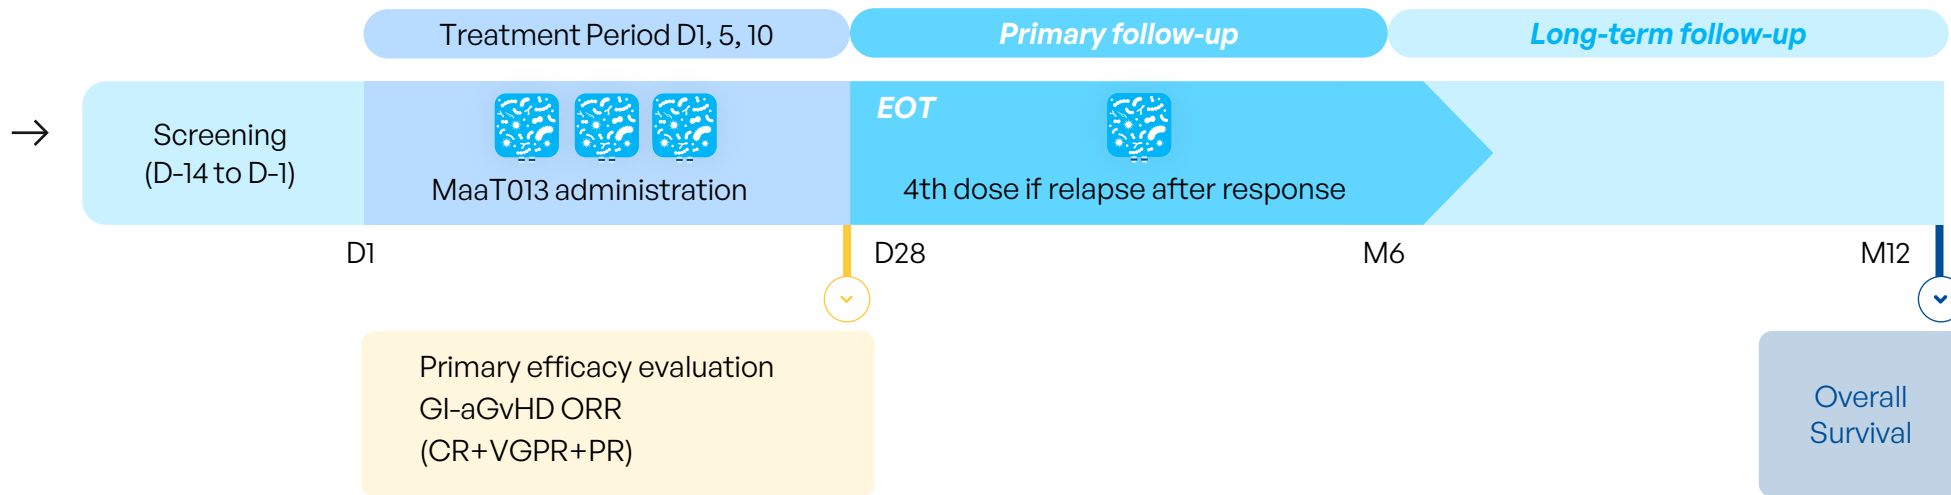 Treatment Period D1, 5, 10
Primary follow-up
Long-term follow-up
Screening
(D-14 to D-1)
MaaT013 administration
EOT
4th dose if relapse after response
D1
D28
M6
M12
Primary efficacy evaluation
GI-aGvHD ORR
(CR+VGPR+PR)
Overall
Survival